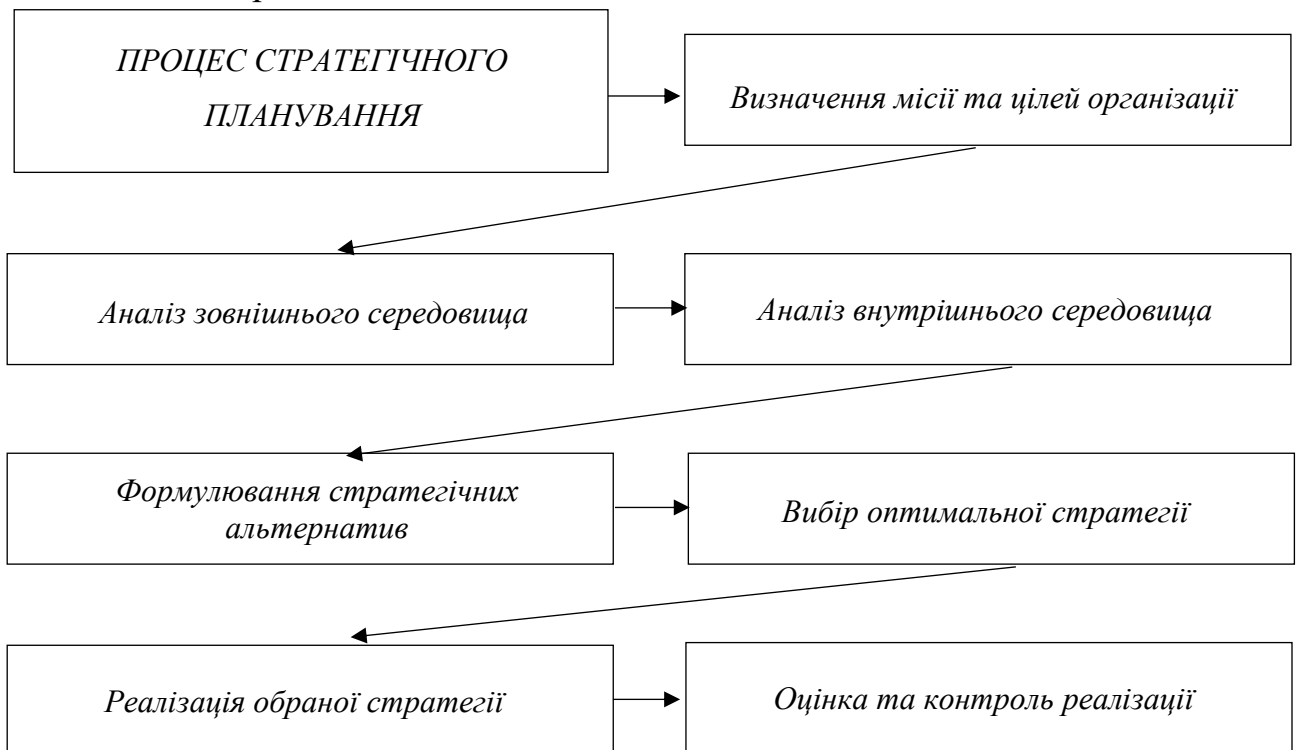 ПРОЦЕС СТРАТЕГІЧНОГО
ПЛАНУВАННЯ
Визначення місії та цілей організації
Аналіз зовнішнього середовища
Аналіз внутрішнього середовища
Формулювання стратегічних
альтернатив
Вибір оптимальної стратегії
Реалізація обраної стратегії
Оцінка та контроль реалізації